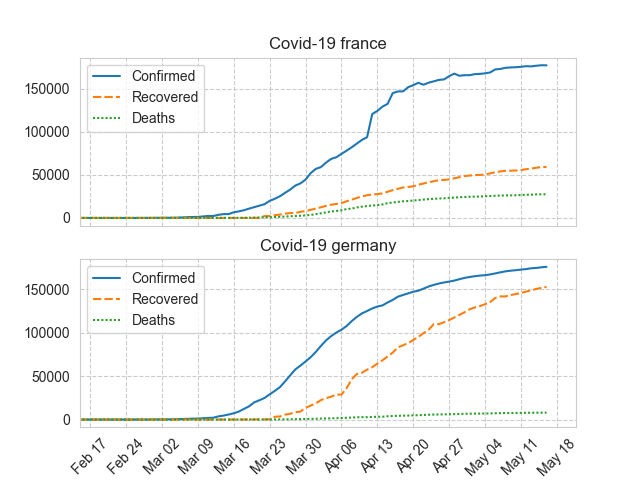 Covid-19 france
Confirmed
Recovered
Deaths
150000
100000
50000
0
Covid-19 germany
Confirmed
Recovered
Deaths
150000
100000
50000
0
Feb 17
Feb 24
Mar 02
Mar 09
Mar 16
Mar 23
Mar 30
Apr 06
Apr 13
Apr 20
Apr 27
May 04
May 11
May 18